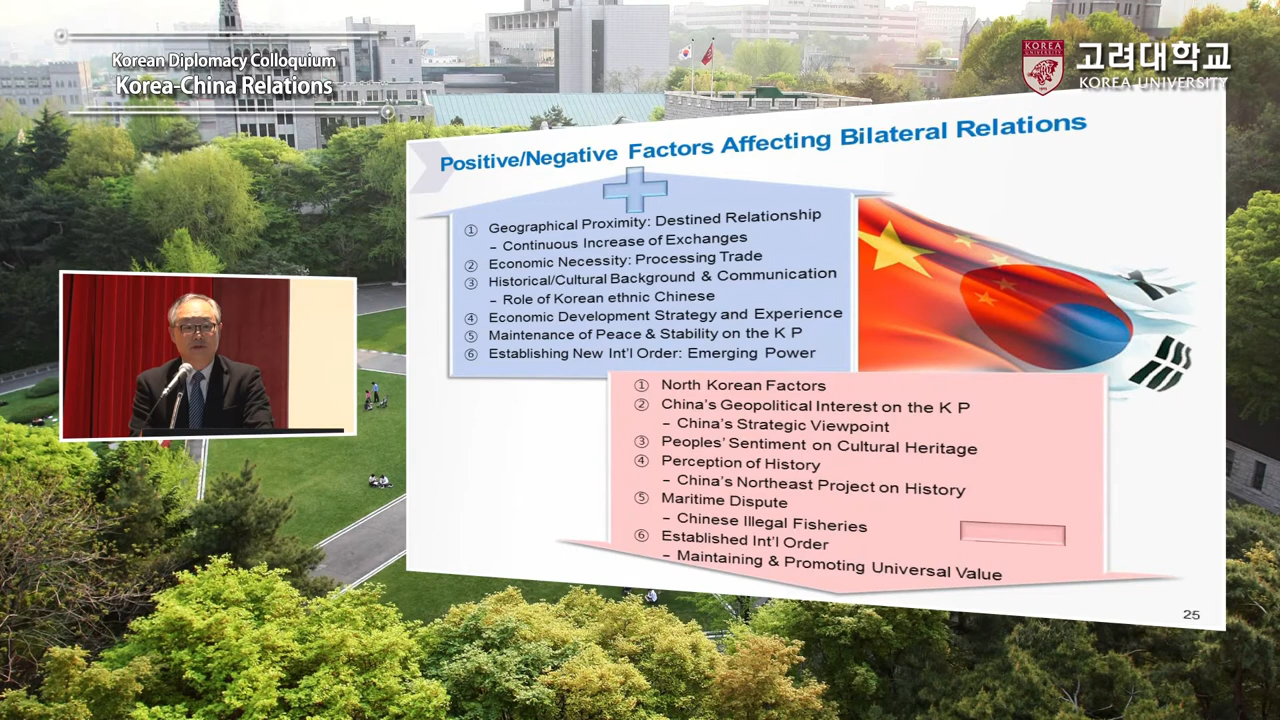 Korean Diplomacy Colloquium
Korea-China Relations
KOREA
UNIVERSITY
고려대학교
KOREA UNIVERSITY
Positive/Negative Factors Affecting Bilateral Relations
① Geographical Proximity: Destined Relationship
– Continuous Increase of Exchanges
② Economic Necessity: Processing Trade
③ Historical/Cultural Background & Communication
– Role of Korean ethnic Chinese
④ Economic Development Strategy and Experience
⑤ Maintenance of Peace & Stability on the K P
⑥ Establishing New Int'l Order: Emerging Power
① North Korean Factors
② China's Geopolitical Interest on the K P
– China's Strategic Viewpoint
③ Peoples' Sentiment on Cultural Heritage
④ Perception of History
– China's Northeast Project on History
⑤ Maritime Dispute
– Chinese Illegal Fisheries
⑥ Established Int'l Order
– Maintaining & Promoting Universal Value
25